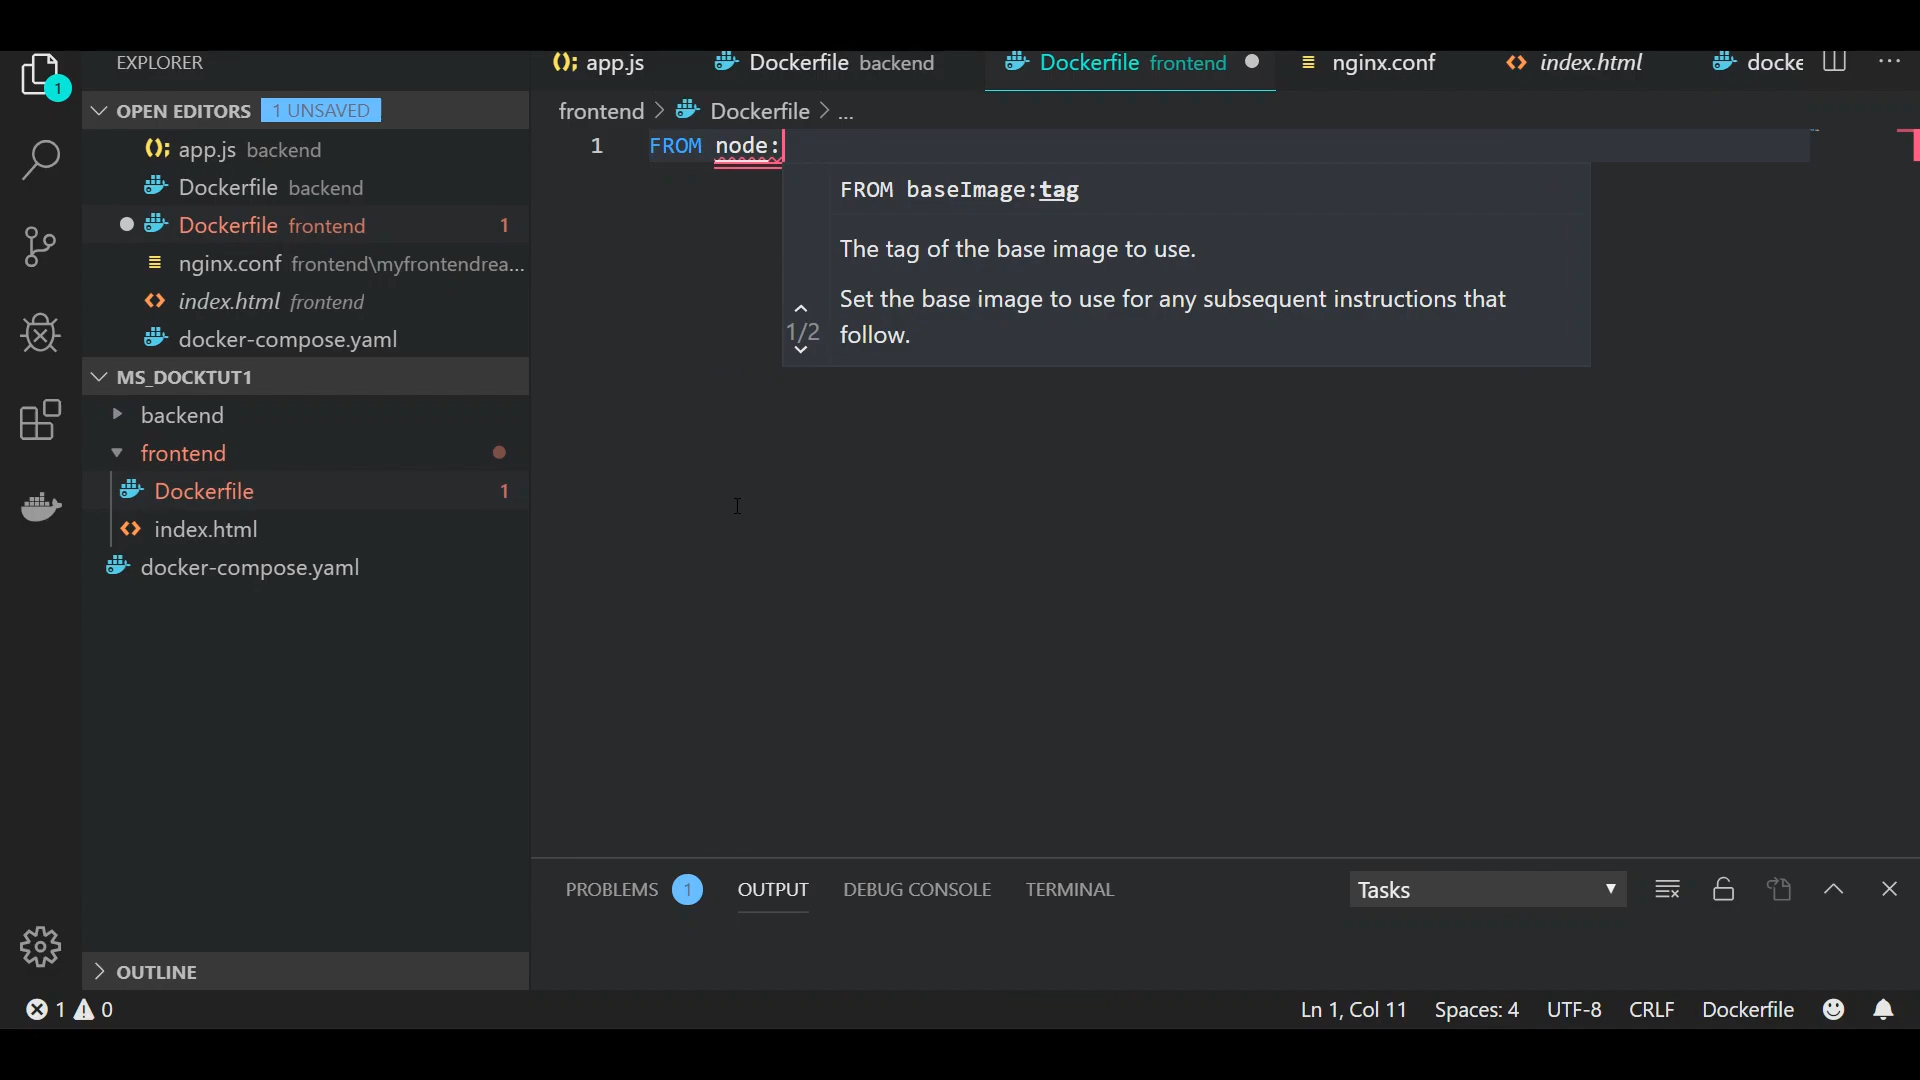 EXPLORER
1
OPEN EDITORS 1 UNSAVED
app.js backend
Dockerfile backend
Dockerfile frontend 1
nginx.conf frontend\myfrontendrea...
index.html frontend
docker-compose.yaml
MS_DOCKTUT1
backend
frontend
Dockerfile 1
index.html
docker-compose.yaml
OUTLINE
app.js Dockerfile backend Dockerfile frontend nginx.conf index.html docke
frontend > Dockerfile > ...
1 FROM node:
FROM baseImage:tag
The tag of the base image to use.
Set the base image to use for any subsequent instructions that
1/2
follow.
PROBLEMS 1 OUTPUT DEBUG CONSOLE TERMINAL Tasks
1 0 Ln 1, Col 11 Spaces: 4 UTF-8 CRLF Dockerfile